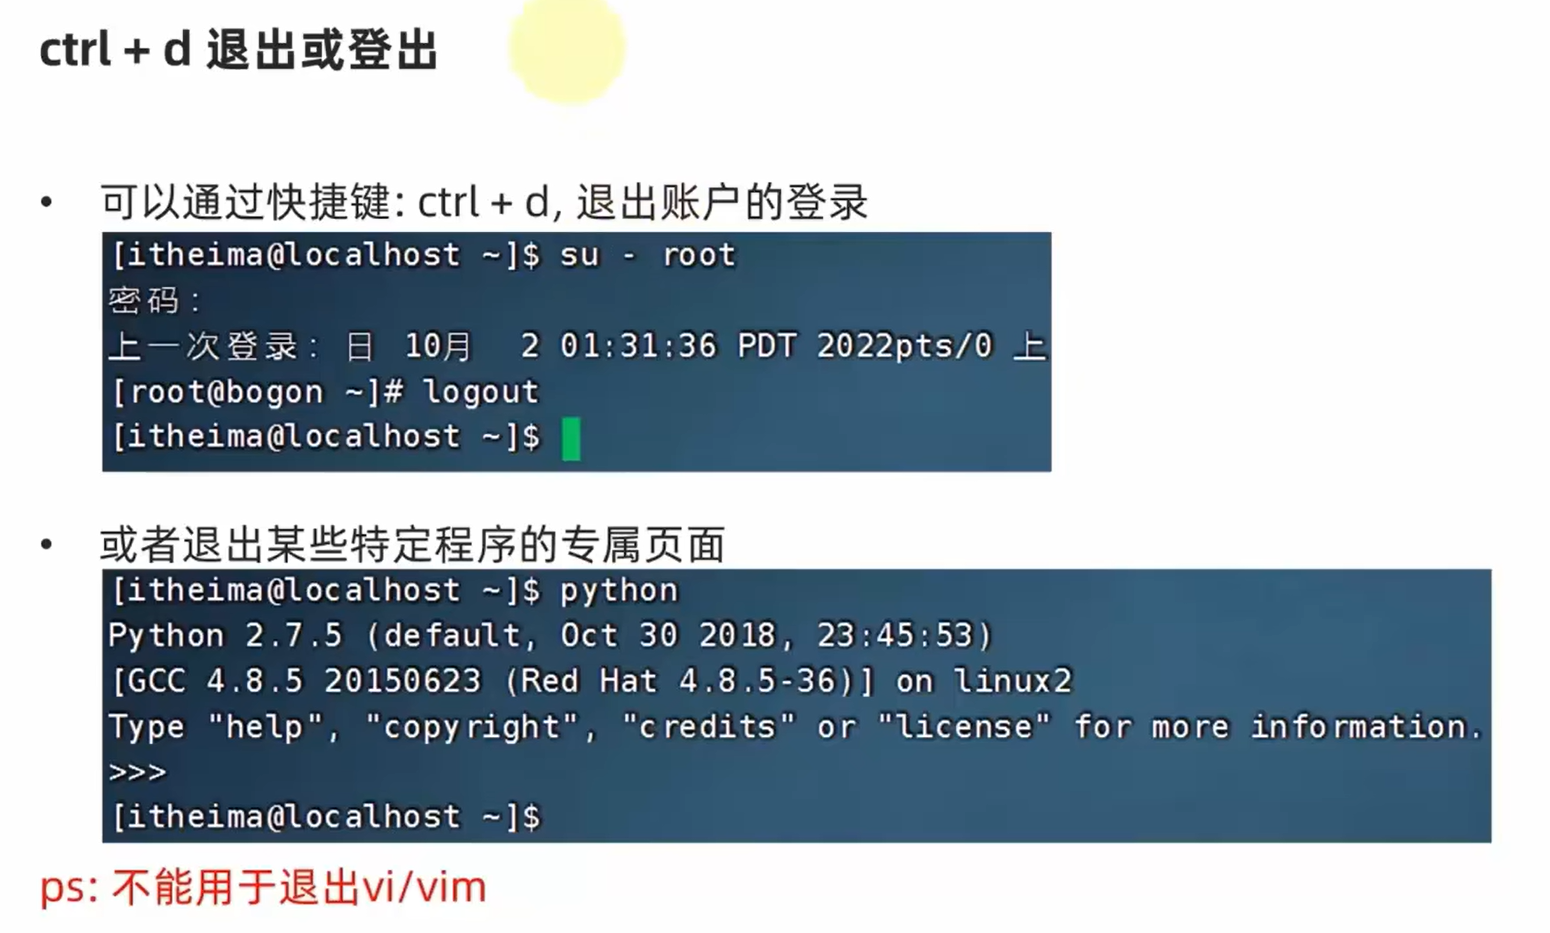 ctrl + d 退出或登出
• 可以通过快捷键: ctrl + d, 退出账户的登录
[itheima@localhost ~]$ su - root
密码：
上一次登录：日 10月  2 01:31:36 PDT 2022pts/0 上
[root@bogon ~]# logout
[itheima@localhost ~]$
• 或者退出某些特定程序的专属页面
[itheima@localhost ~]$ python
Python 2.7.5 (default, Oct 30 2018, 23:45:53)
[GCC 4.8.5 20150623 (Red Hat 4.8.5-36)] on linux2
Type "help", "copyright", "credits" or "license" for more information.
>>>
[itheima@localhost ~]$
ps: 不能用于退出vi/vim